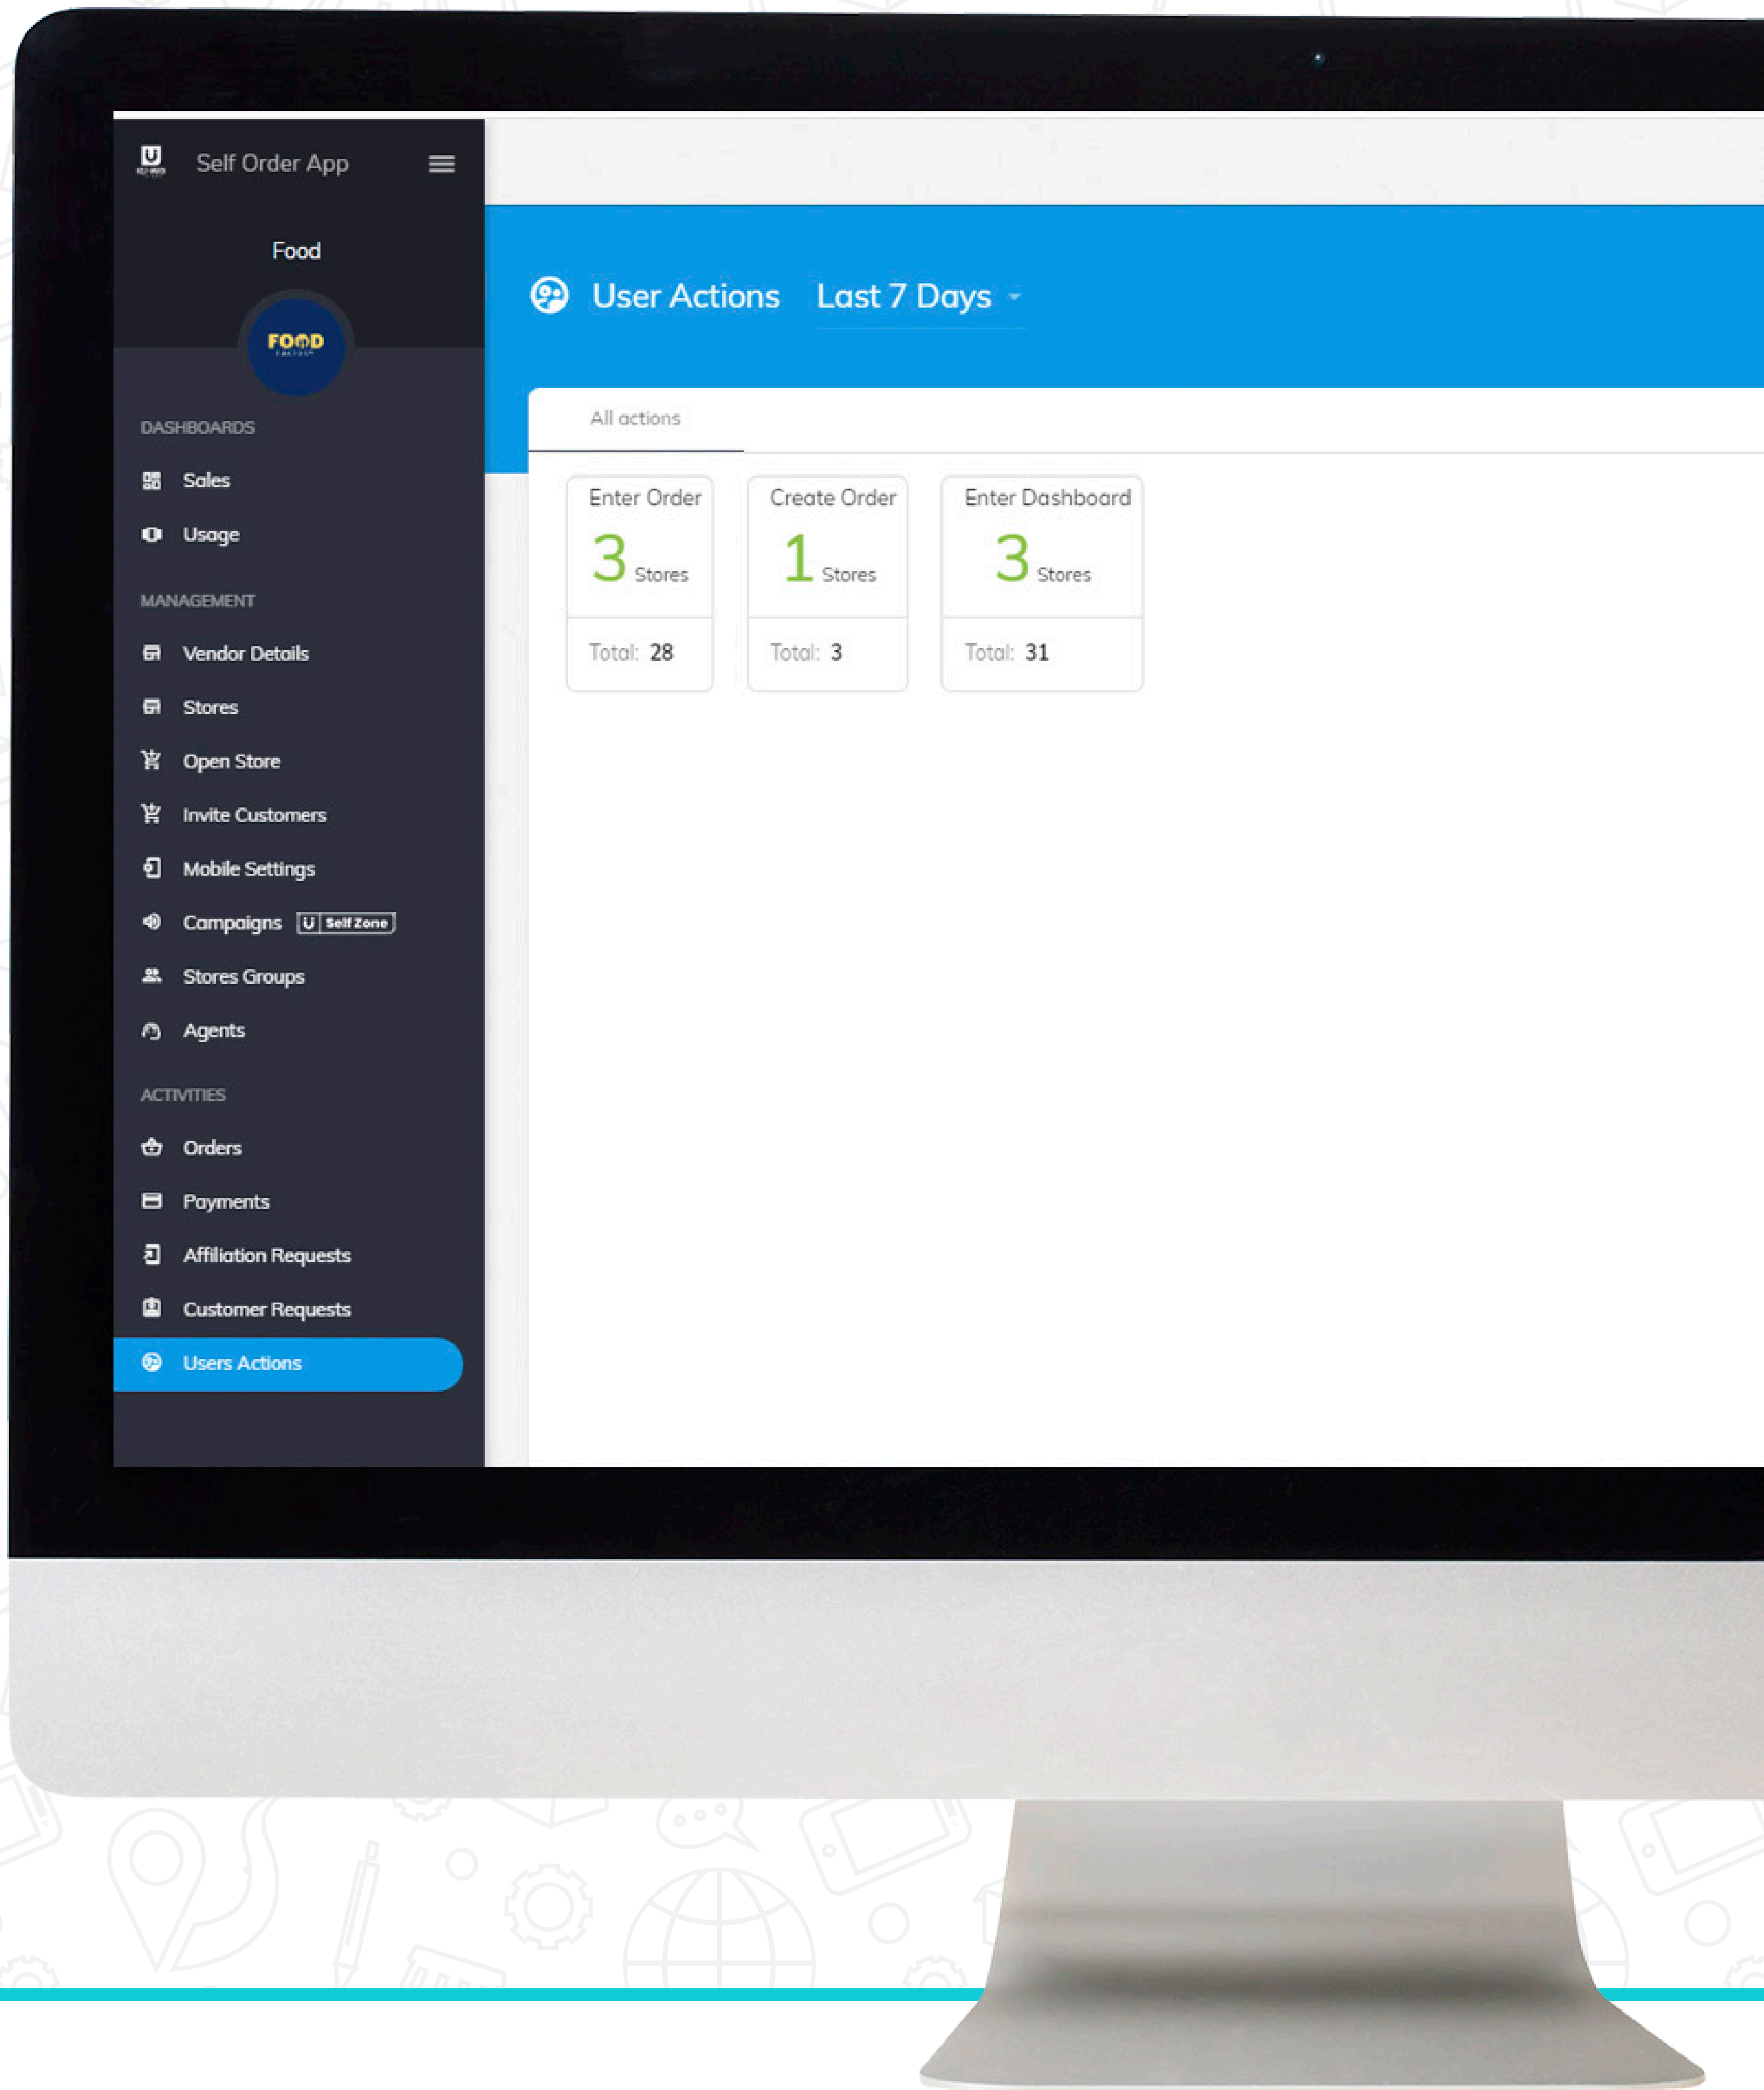 U
Self Order App
Food
FOOD
FACTORY
DASHBOARDS
Sales
Usage
MANAGEMENT
Vendor Details
Stores
Open Store
Invite Customers
Mobile Settings
Campaigns U Self Zone
Stores Groups
Agents
ACTIVITIES
Orders
Payments
Affiliation Requests
Customer Requests
Users Actions
User Actions Last 7 Days
All actions
Enter Order
3 Stores
Total: 28
Create Order
1 Stores
Total: 3
Enter Dashboard
3 Stores
Total: 31